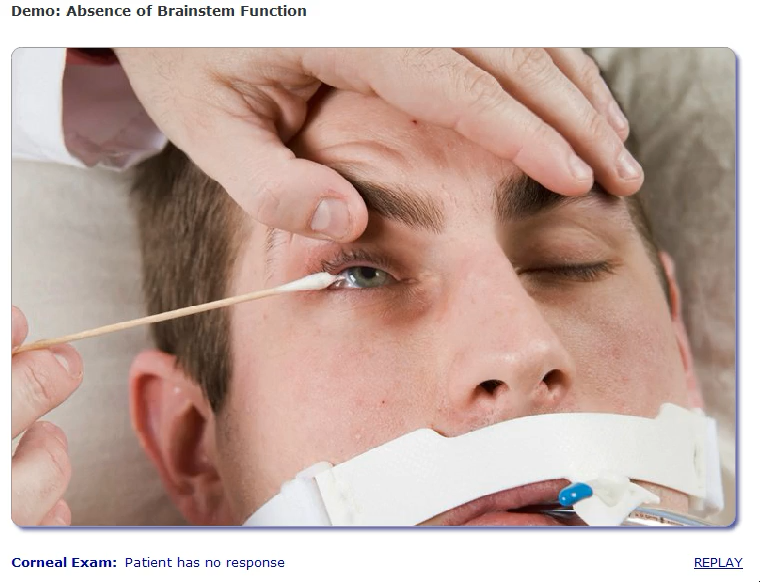 Demo: Absence of Brainstem Function
Corneal Exam: Patient has no response
REPLAY